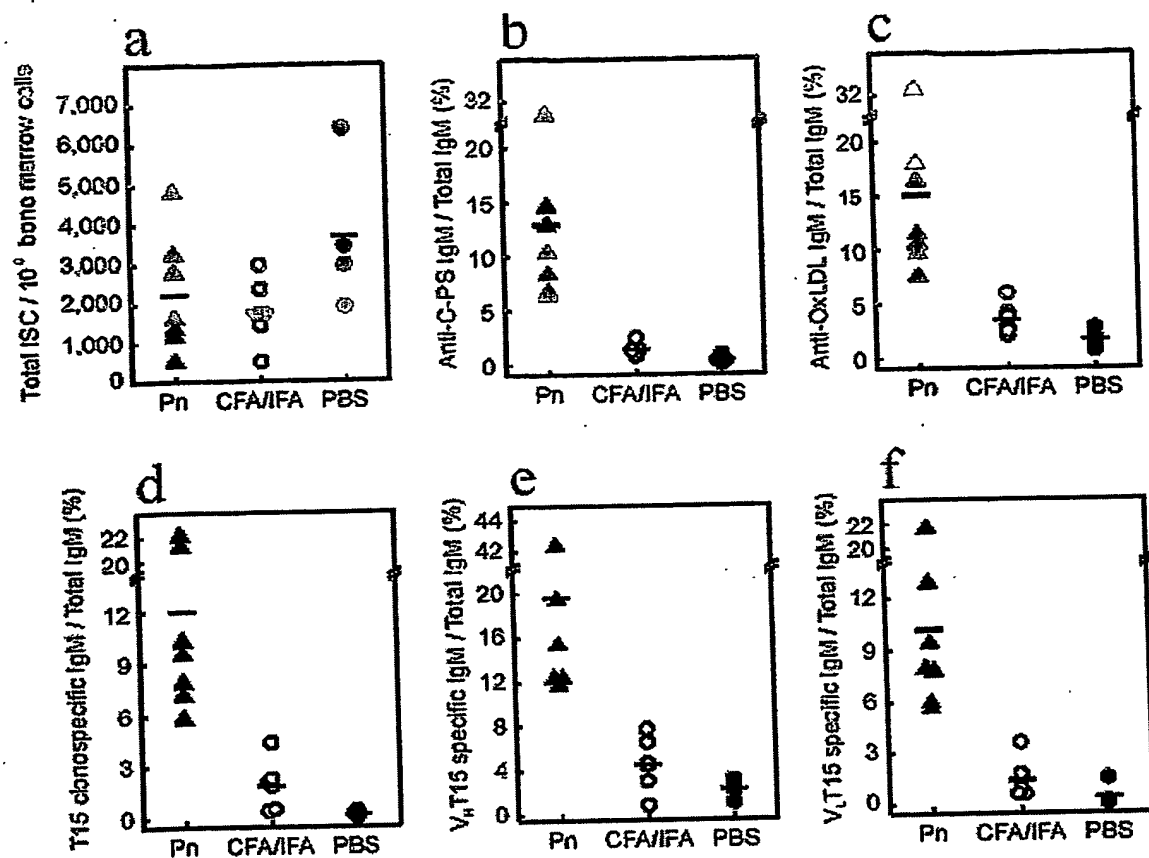 a
Total ISC / 10⁶ bone marrow cells
7,000
6,000
5,000
4,000
3,000
2,000
1,000
0
Pn CFA/IFA PBS
b
Anti-C-PS IgM / Total IgM (%)
32
20
15
10
5
0
Pn CFA/IFA PBS
c
Anti-OxLDL IgM / Total IgM (%)
32
20
15
10
5
0
Pn CFA/IFA PBS
d
T15 clonospecific IgM / Total IgM (%)
22
20
12
9
6
3
0
Pn CFA/IFA PBS
e
VHT15 specific IgM / Total IgM (%)
44
42
20
16
12
8
4
0
Pn CFA/IFA PBS
f
VLT15 specific IgM / Total IgM (%)
22
20
12
9
6
3
0
Pn CFA/IFA PBS